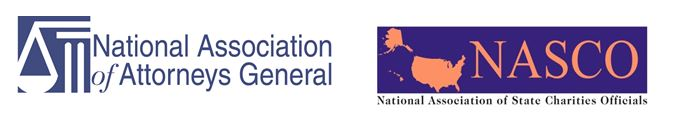 National Association
of Attorneys General
NASCO
National Association of State Charities Officials